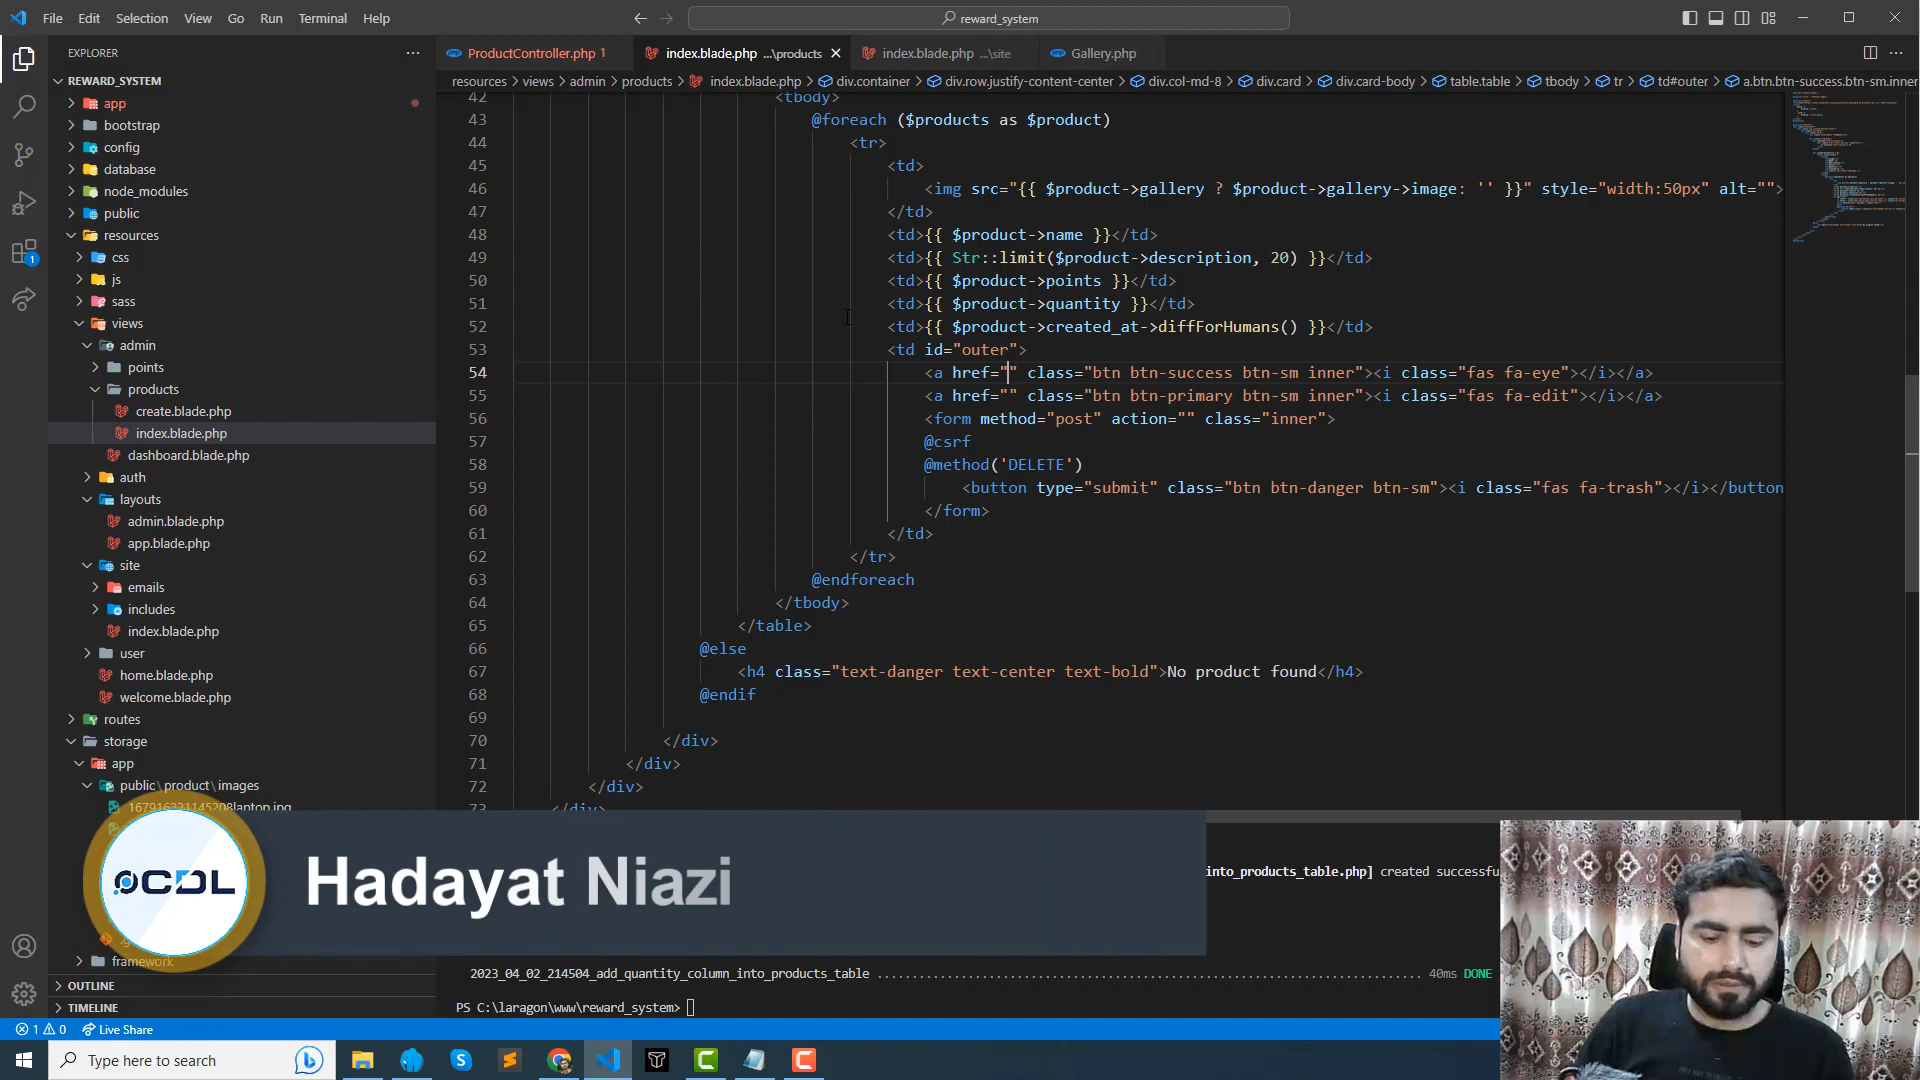 File Edit Selection View Go Run Terminal Help
reward_system
EXPLORER
ProductController.php 1
index.blade.php ...\products
index.blade.php ...\site
Gallery.php
resources > views > admin > products > index.blade.php > div.container > div.row.justify-content-center > div.col-md-8 > div.card > div.card-body > table.table > tbody > tr > td#outer > a.btn.btn-success.btn-sm.inner
REWARD_SYSTEM
app
bootstrap
config
database
node_modules
public
resources
css
js
sass
views
admin
points
products
create.blade.php
index.blade.php
dashboard.blade.php
auth
layouts
admin.blade.php
app.blade.php
site
emails
includes
index.blade.php
user
home.blade.php
welcome.blade.php
routes
storage
app
public\product\images
framework
OUTLINE
TIMELINE
42 <tbody>
43 @foreach ($products as $product)
44 <tr>
45 <td>
46 <img src="{{ $product->gallery ? $product->gallery->image: '' }}" style="width:50px" alt="">
47 </td>
48 <td>{{ $product->name }}</td>
49 <td>{{ Str::limit($product->description, 20) }}</td>
50 <td>{{ $product->points }}</td>
51 <td>{{ $product->quantity }}</td>
52 <td>{{ $product->created_at->diffForHumans() }}</td>
53 <td id="outer">
54 <a href="" class="btn btn-success btn-sm inner"><i class="fas fa-eye"></i></a>
55 <a href="" class="btn btn-primary btn-sm inner"><i class="fas fa-edit"></i></a>
56 <form method="post" action="" class="inner">
57 @csrf
58 @method('DELETE')
59 <button type="submit" class="btn btn-danger btn-sm"><i class="fas fa-trash"></i></button
60 </form>
61 </td>
62 </tr>
63 @endforeach
64 </tbody>
65 </table>
66 @else
67 <h4 class="text-danger text-center text-bold">No product found</h4>
68 @endif
69
70 </div>
71 </div>
72 </div>
73 </div>
into_products_table.php] created successfu
OCDL
Hadayat Niazi
2023_04_02_214504_add_quantity_column_into_products_table 40ms DONE
PS C:\laragon\www\reward_system>
1 0 Live Share
Type here to search